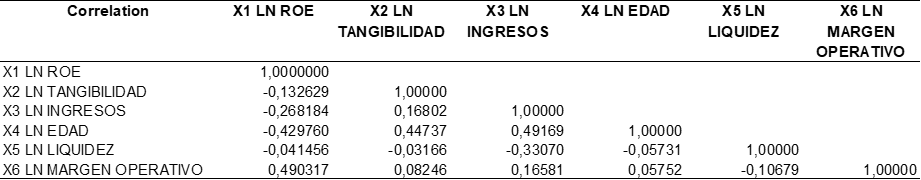 Correlation X1 LN ROE X2 LN TANGIBILIDAD X3 LN INGRESOS X4 LN EDAD X5 LN LIQUIDEZ X6 LN MARGEN OPERATIVO
X1 LN ROE 1,0000000
X2 LN TANGIBILIDAD -0,132629 1,00000
X3 LN INGRESOS -0,268184 0,16802 1,00000
X4 LN EDAD -0,429760 0,44737 0,49169 1,00000
X5 LN LIQUIDEZ -0,041456 -0,03166 -0,33070 -0,05731 1,00000
X6 LN MARGEN OPERATIVO 0,490317 0,08246 0,16581 0,05752 -0,10679 1,00000